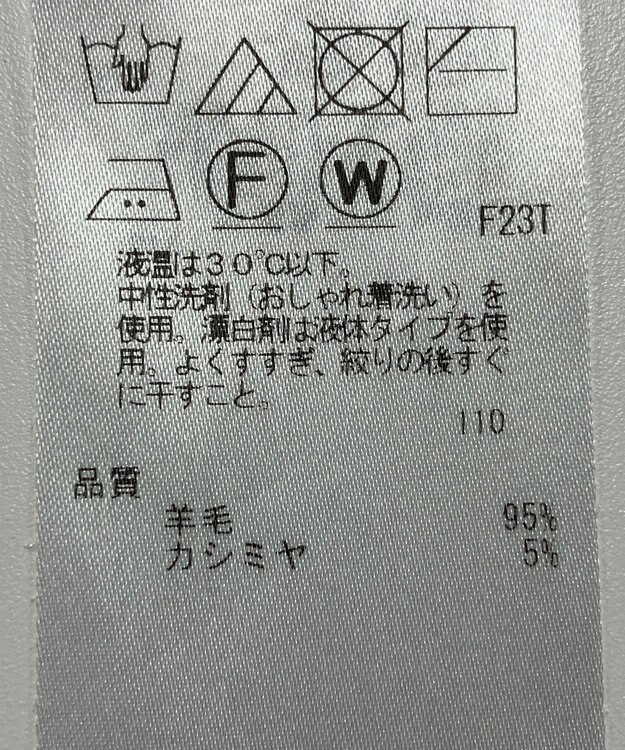 F W F23T
液温は30℃以下。
中性洗剤（おしゃれ着洗い）を
使用。漂白剤は液体タイプを使
用。よくすすぎ、絞りの後すぐ
に干すこと。
110
品質
羊毛 95%
カシミヤ 5%